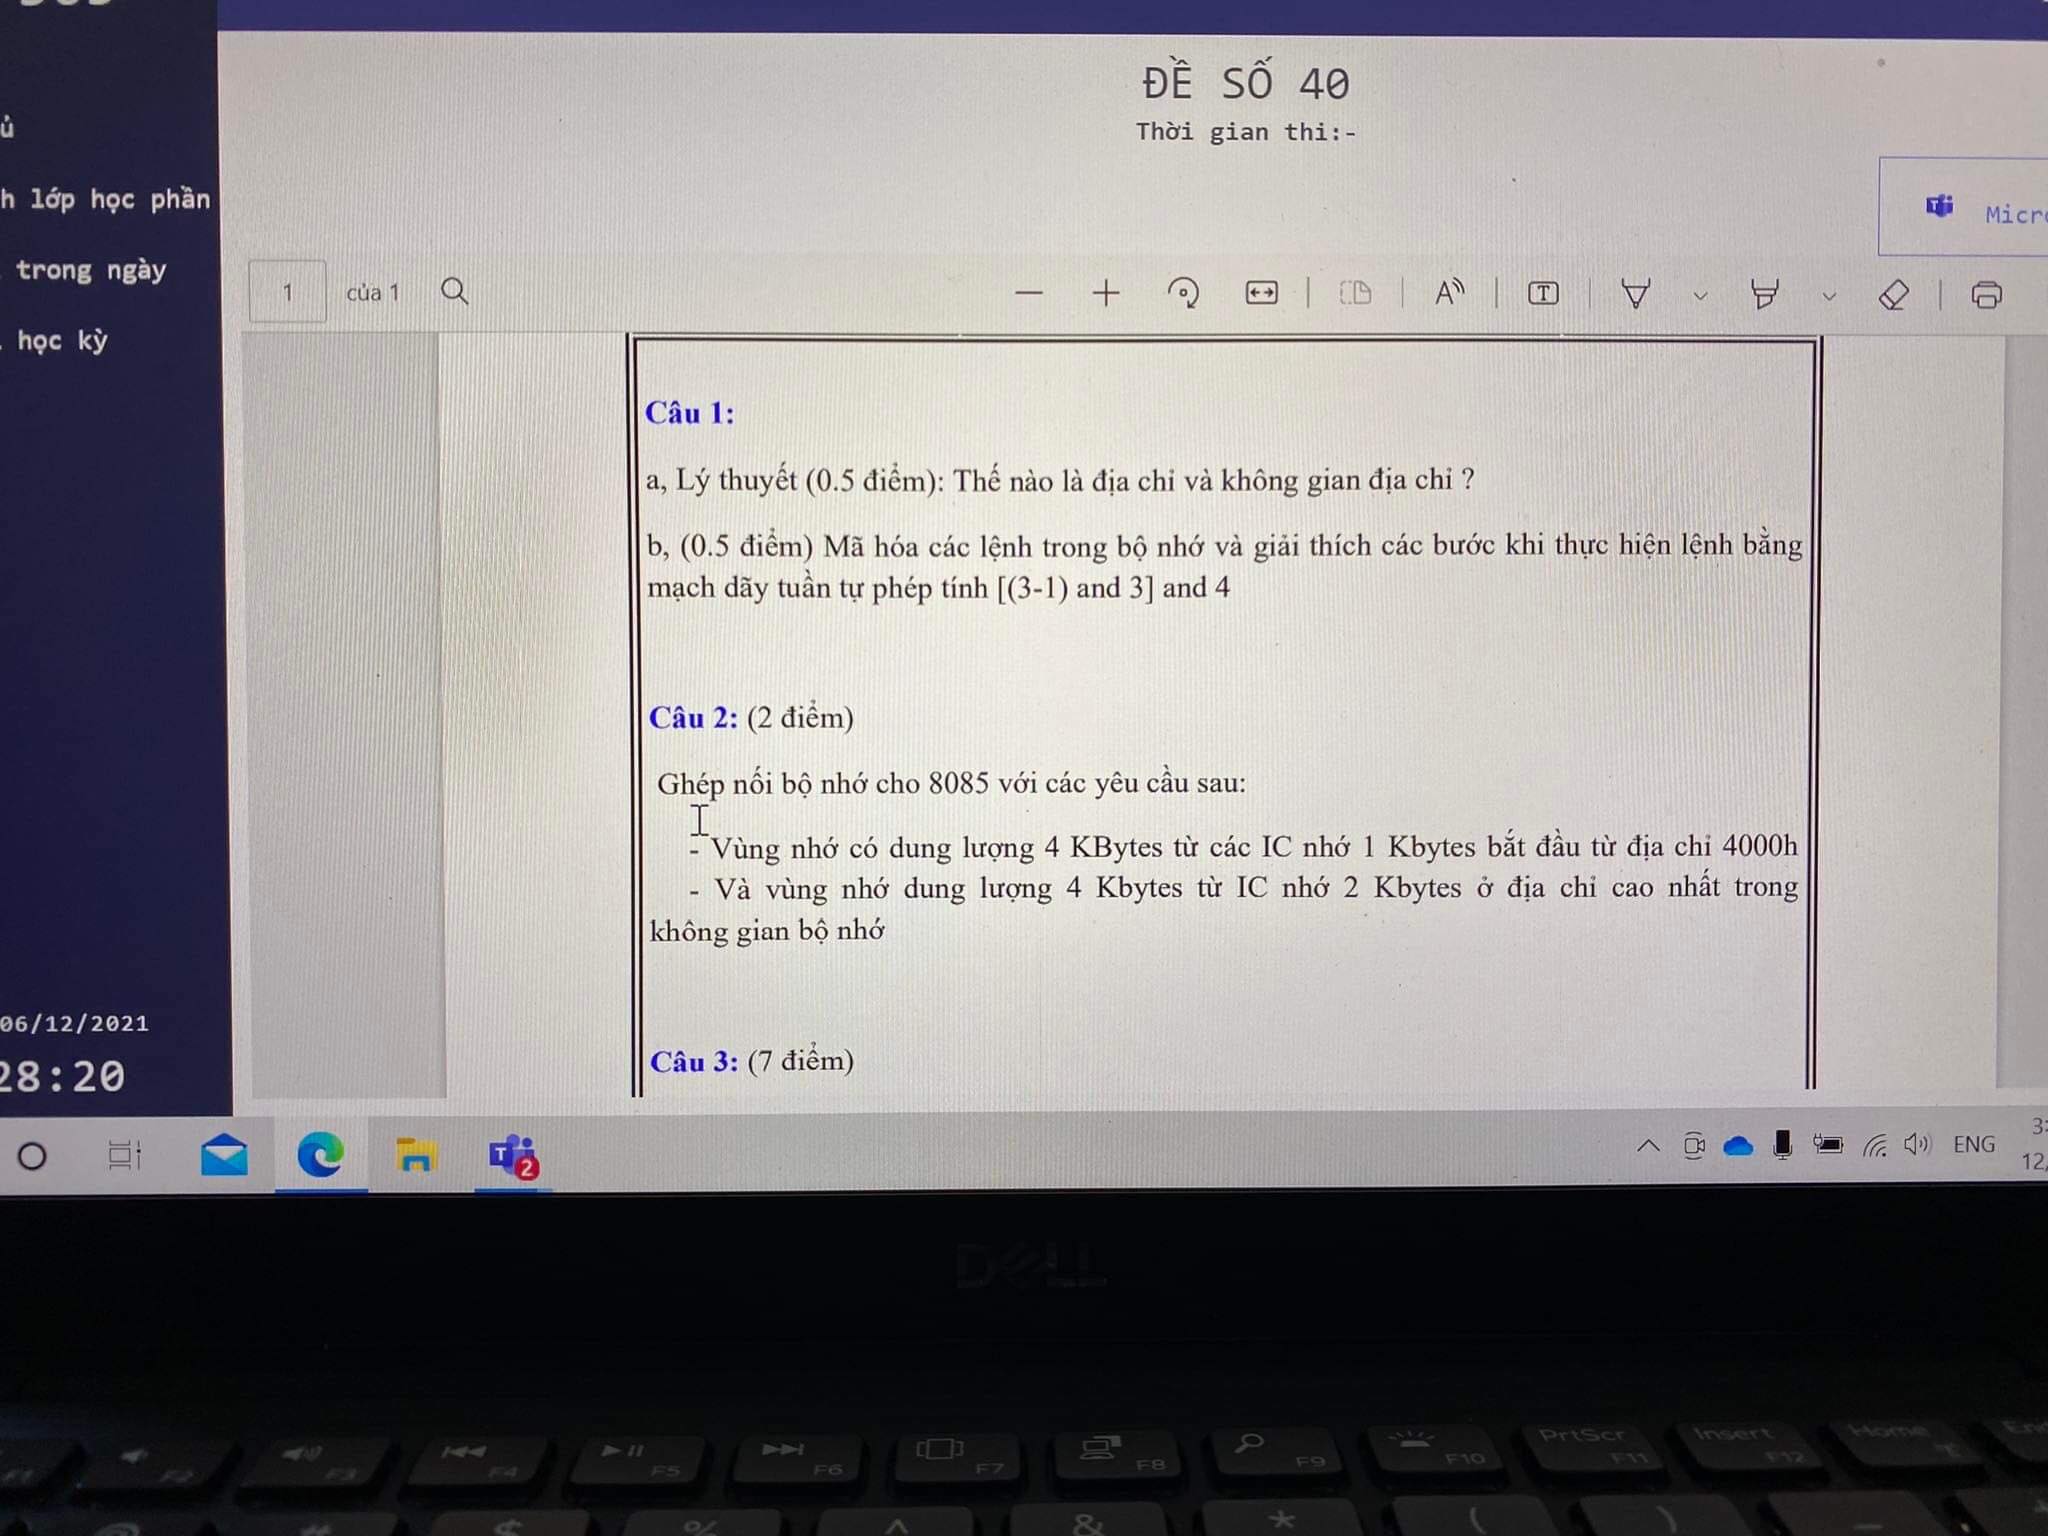 ĐỀ SỐ 40
Thời gian thi:-
ủ
h lớp học phần
trong ngày
học kỳ
06/12/2021
28:20
Micro
1 của 1
Câu 1:
a, Lý thuyết (0.5 điểm): Thế nào là địa chỉ và không gian địa chỉ ?
b, (0.5 điểm) Mã hóa các lệnh trong bộ nhớ và giải thích các bước khi thực hiện lệnh bằng
mạch dãy tuần tự phép tính [(3-1) and 3] and 4
Câu 2: (2 điểm)
Ghép nối bộ nhớ cho 8085 với các yêu cầu sau:
- Vùng nhớ có dung lượng 4 KBytes từ các IC nhớ 1 Kbytes bắt đầu từ địa chỉ 4000h
- Và vùng nhớ dung lượng 4 Kbytes từ IC nhớ 2 Kbytes ở địa chỉ cao nhất trong
không gian bộ nhớ
Câu 3: (7 điểm)
2
ENG
3:
12,
DELL
F1 F2 F3 F4 F5 F6 F7 F8 F9 F10 PrtScr F11 Insert F12 Home End
# $ % ^ & * ( )